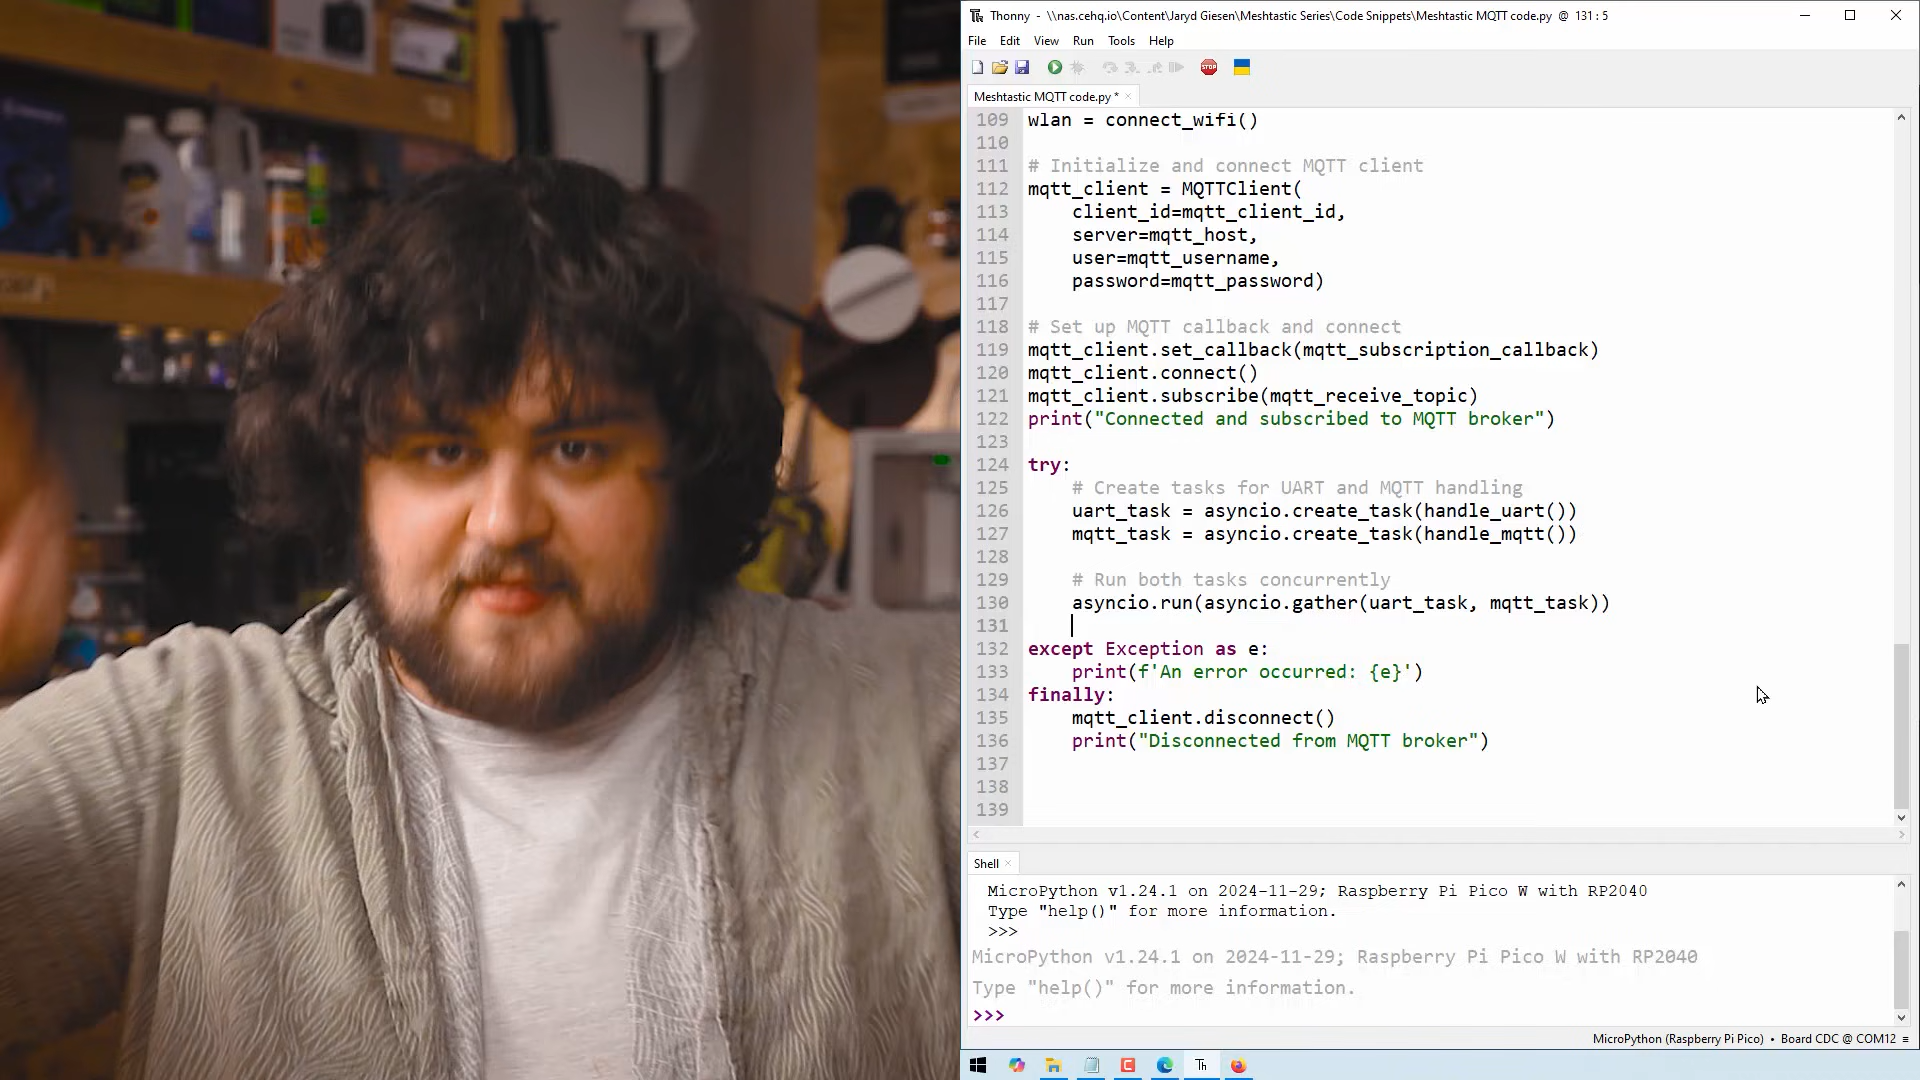 Thonny - \\nas.cehq.io\Content\Jaryd Giesen\Meshtastic Series\Code Snippets\Meshtastic MQTT code.py @ 131 : 5
File Edit View Run Tools Help
STOP
Meshtastic MQTT code.py *
109 wlan = connect_wifi()
110
111 # Initialize and connect MQTT client
112 mqtt_client = MQTTClient(
113     client_id=mqtt_client_id,
114     server=mqtt_host,
115     user=mqtt_username,
116     password=mqtt_password)
117
118 # Set up MQTT callback and connect
119 mqtt_client.set_callback(mqtt_subscription_callback)
120 mqtt_client.connect()
121 mqtt_client.subscribe(mqtt_receive_topic)
122 print("Connected and subscribed to MQTT broker")
123
124 try:
125     # Create tasks for UART and MQTT handling
126     uart_task = asyncio.create_task(handle_uart())
127     mqtt_task = asyncio.create_task(handle_mqtt())
128
129     # Run both tasks concurrently
130     asyncio.run(asyncio.gather(uart_task, mqtt_task))
131
132 except Exception as e:
133     print(f'An error occurred: {e}')
134 finally:
135     mqtt_client.disconnect()
136     print("Disconnected from MQTT broker")
137
138
139
Shell
MicroPython v1.24.1 on 2024-11-29; Raspberry Pi Pico W with RP2040
Type "help()" for more information.
>>>
MicroPython v1.24.1 on 2024-11-29; Raspberry Pi Pico W with RP2040
Type "help()" for more information.
>>>
MicroPython (Raspberry Pi Pico) • Board CDC @ COM12 ≡
Th